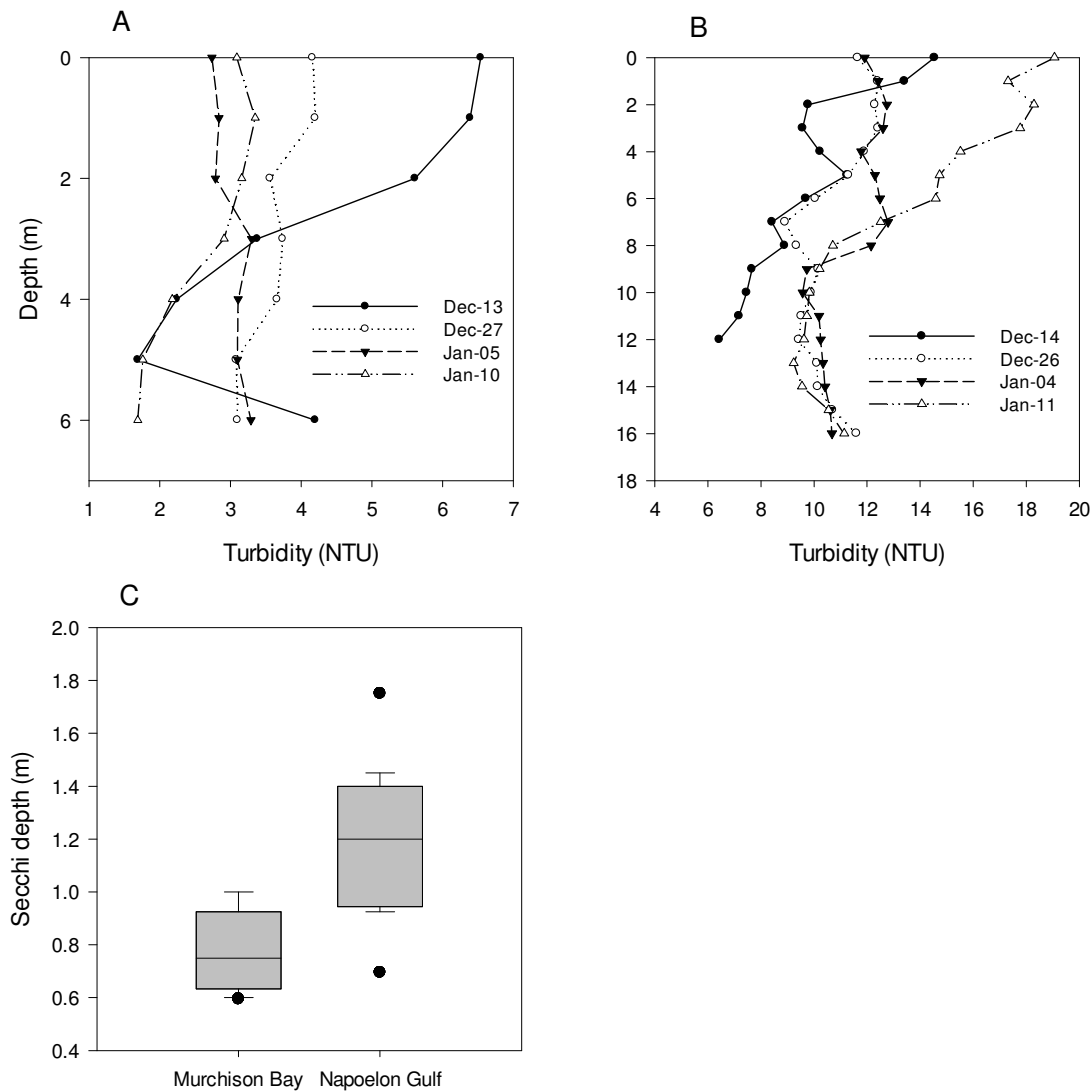 A
0
2
4
6
Depth (m)
1 2 3 4 5 6 7
Turbidity (NTU)
Dec-13
Dec-27
Jan-05
Jan-10
B
0
2
4
6
8
10
12
14
16
18
4 6 8 10 12 14 16 18 20
Turbidity (NTU)
Dec-14
Dec-26
Jan-04
Jan-11
C
2.0
1.8
1.6
1.4
1.2
1.0
0.8
0.6
0.4
Secchi depth (m)
Murchison Bay Napoelon Gulf